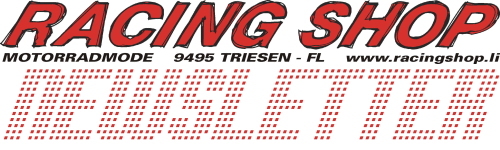 RACING SHOP
MOTORRADMODE 9495 TRIESEN - FL www.racingshop.li
NEWSLETTER